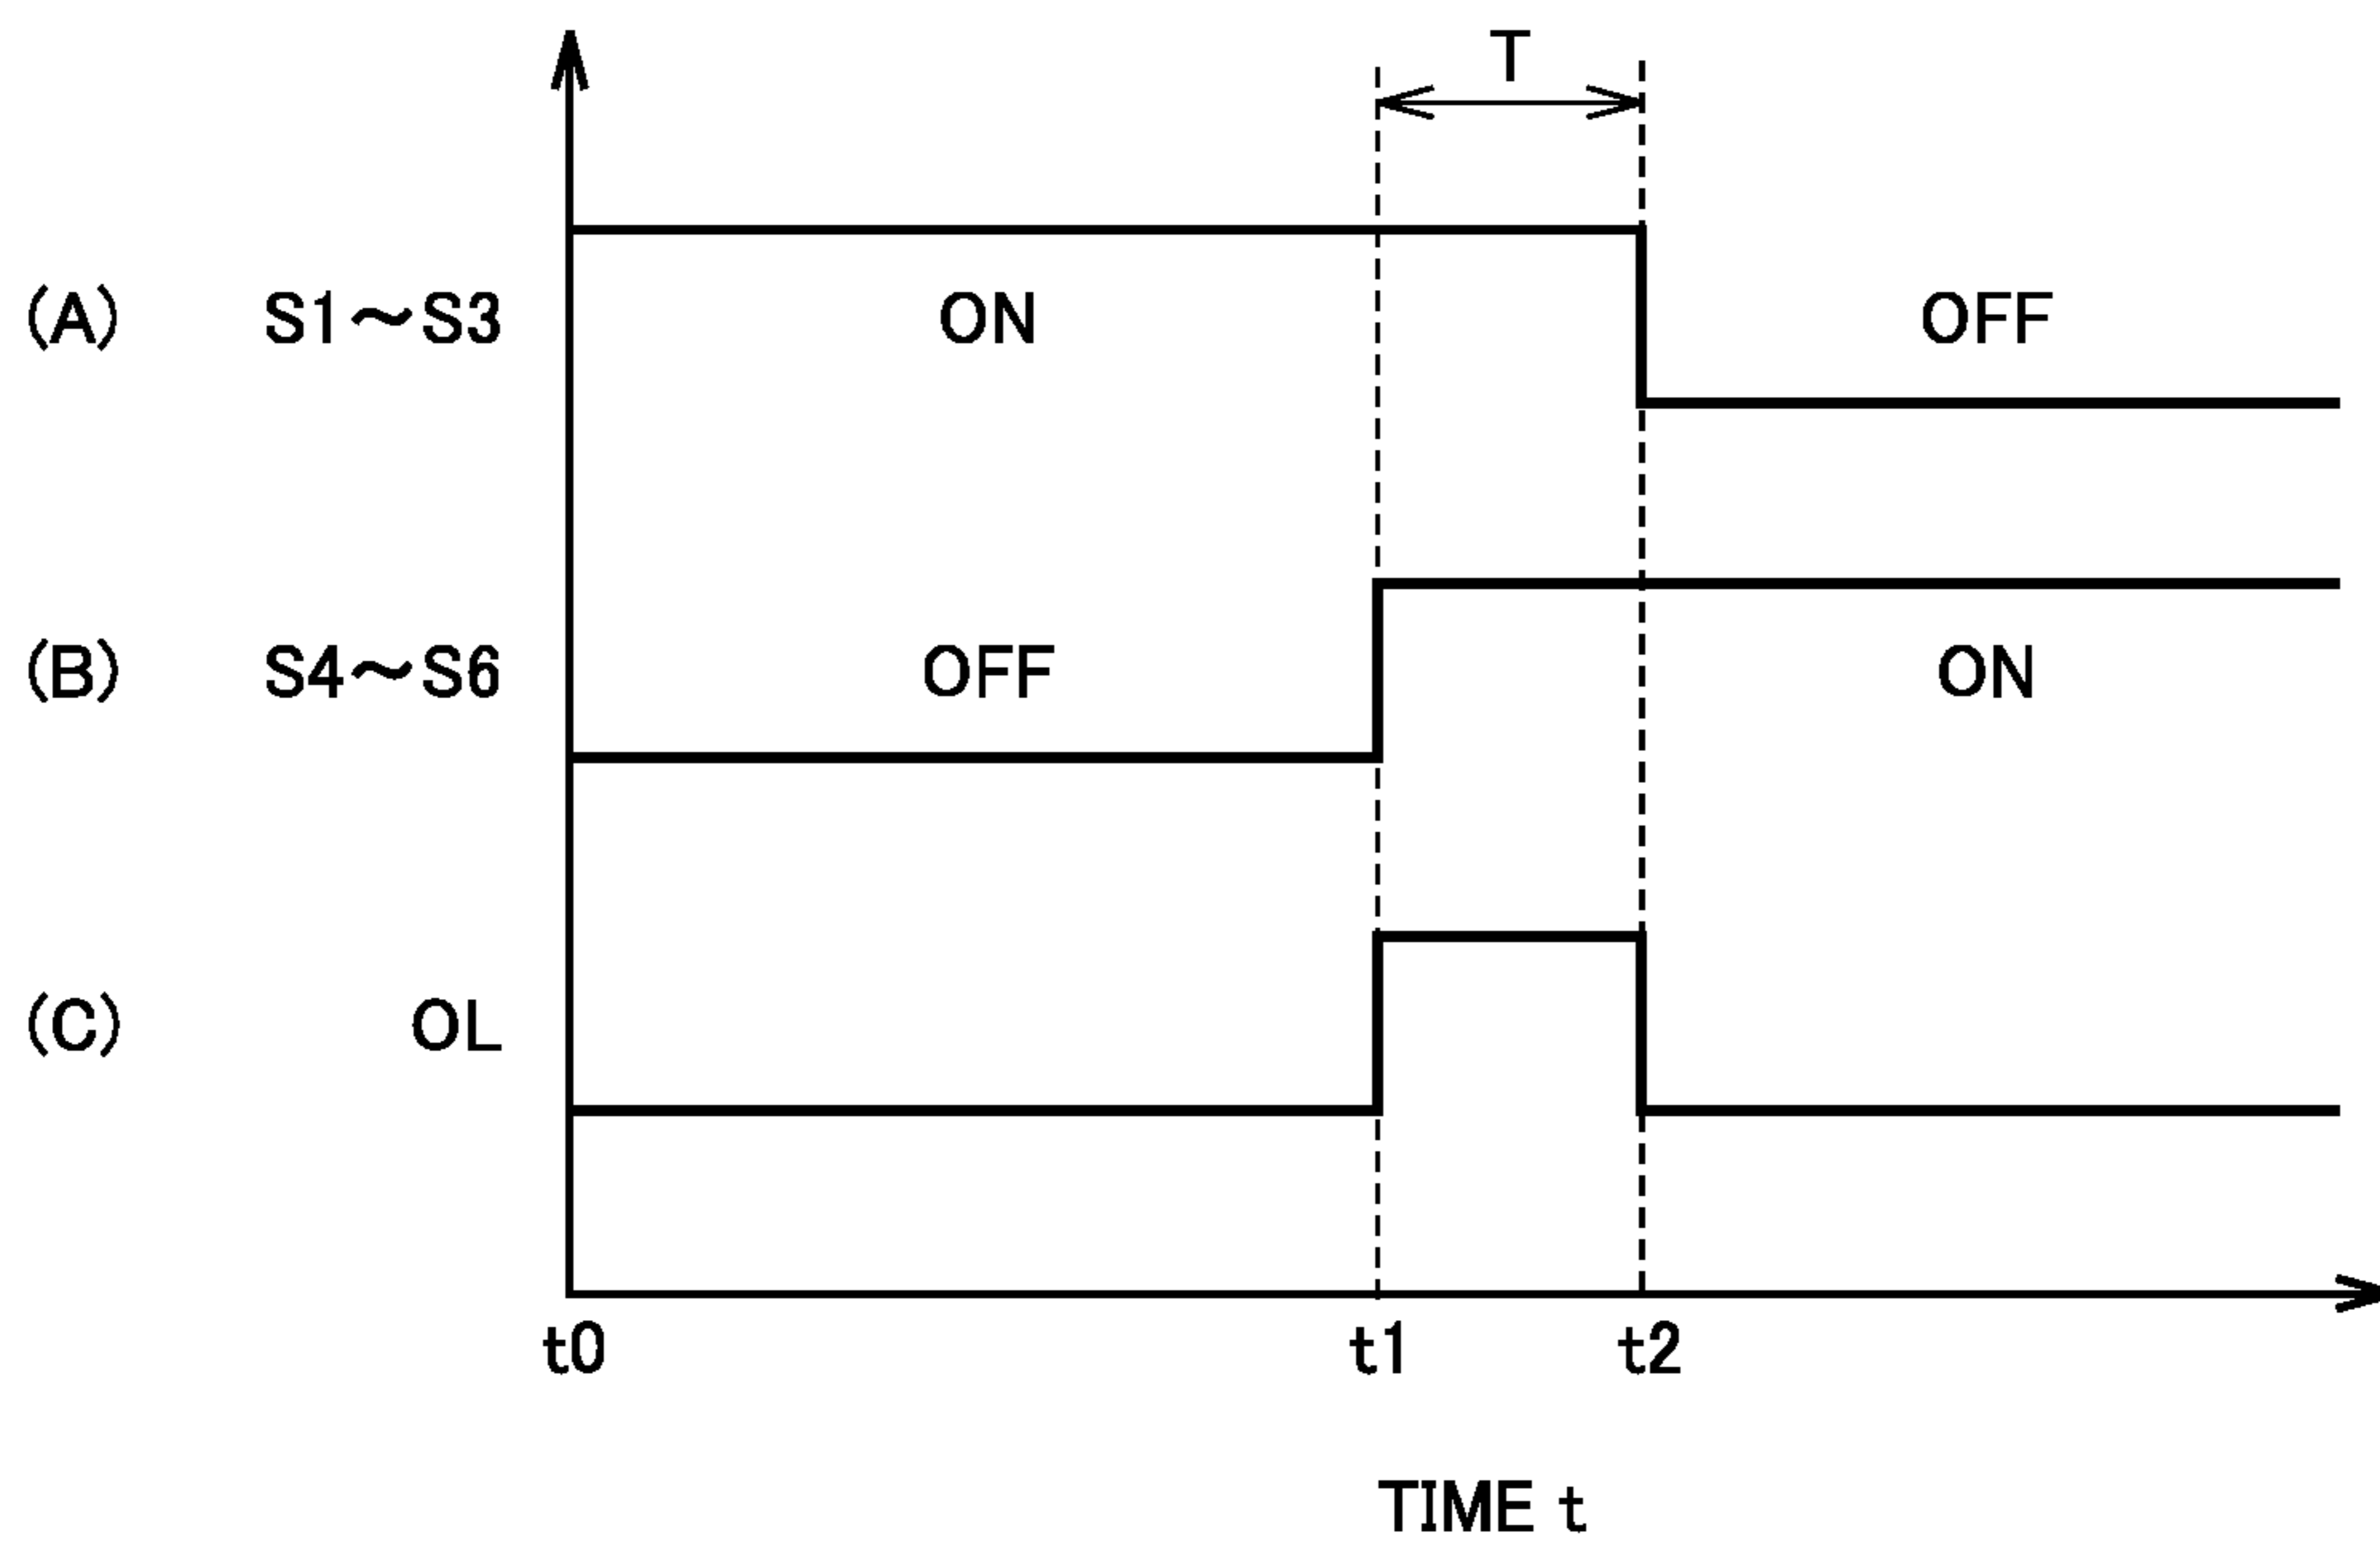 T
(A) S1～S3 ON OFF
(B) S4～S6 OFF ON
(C) OL
t0 t1 t2
TIME t